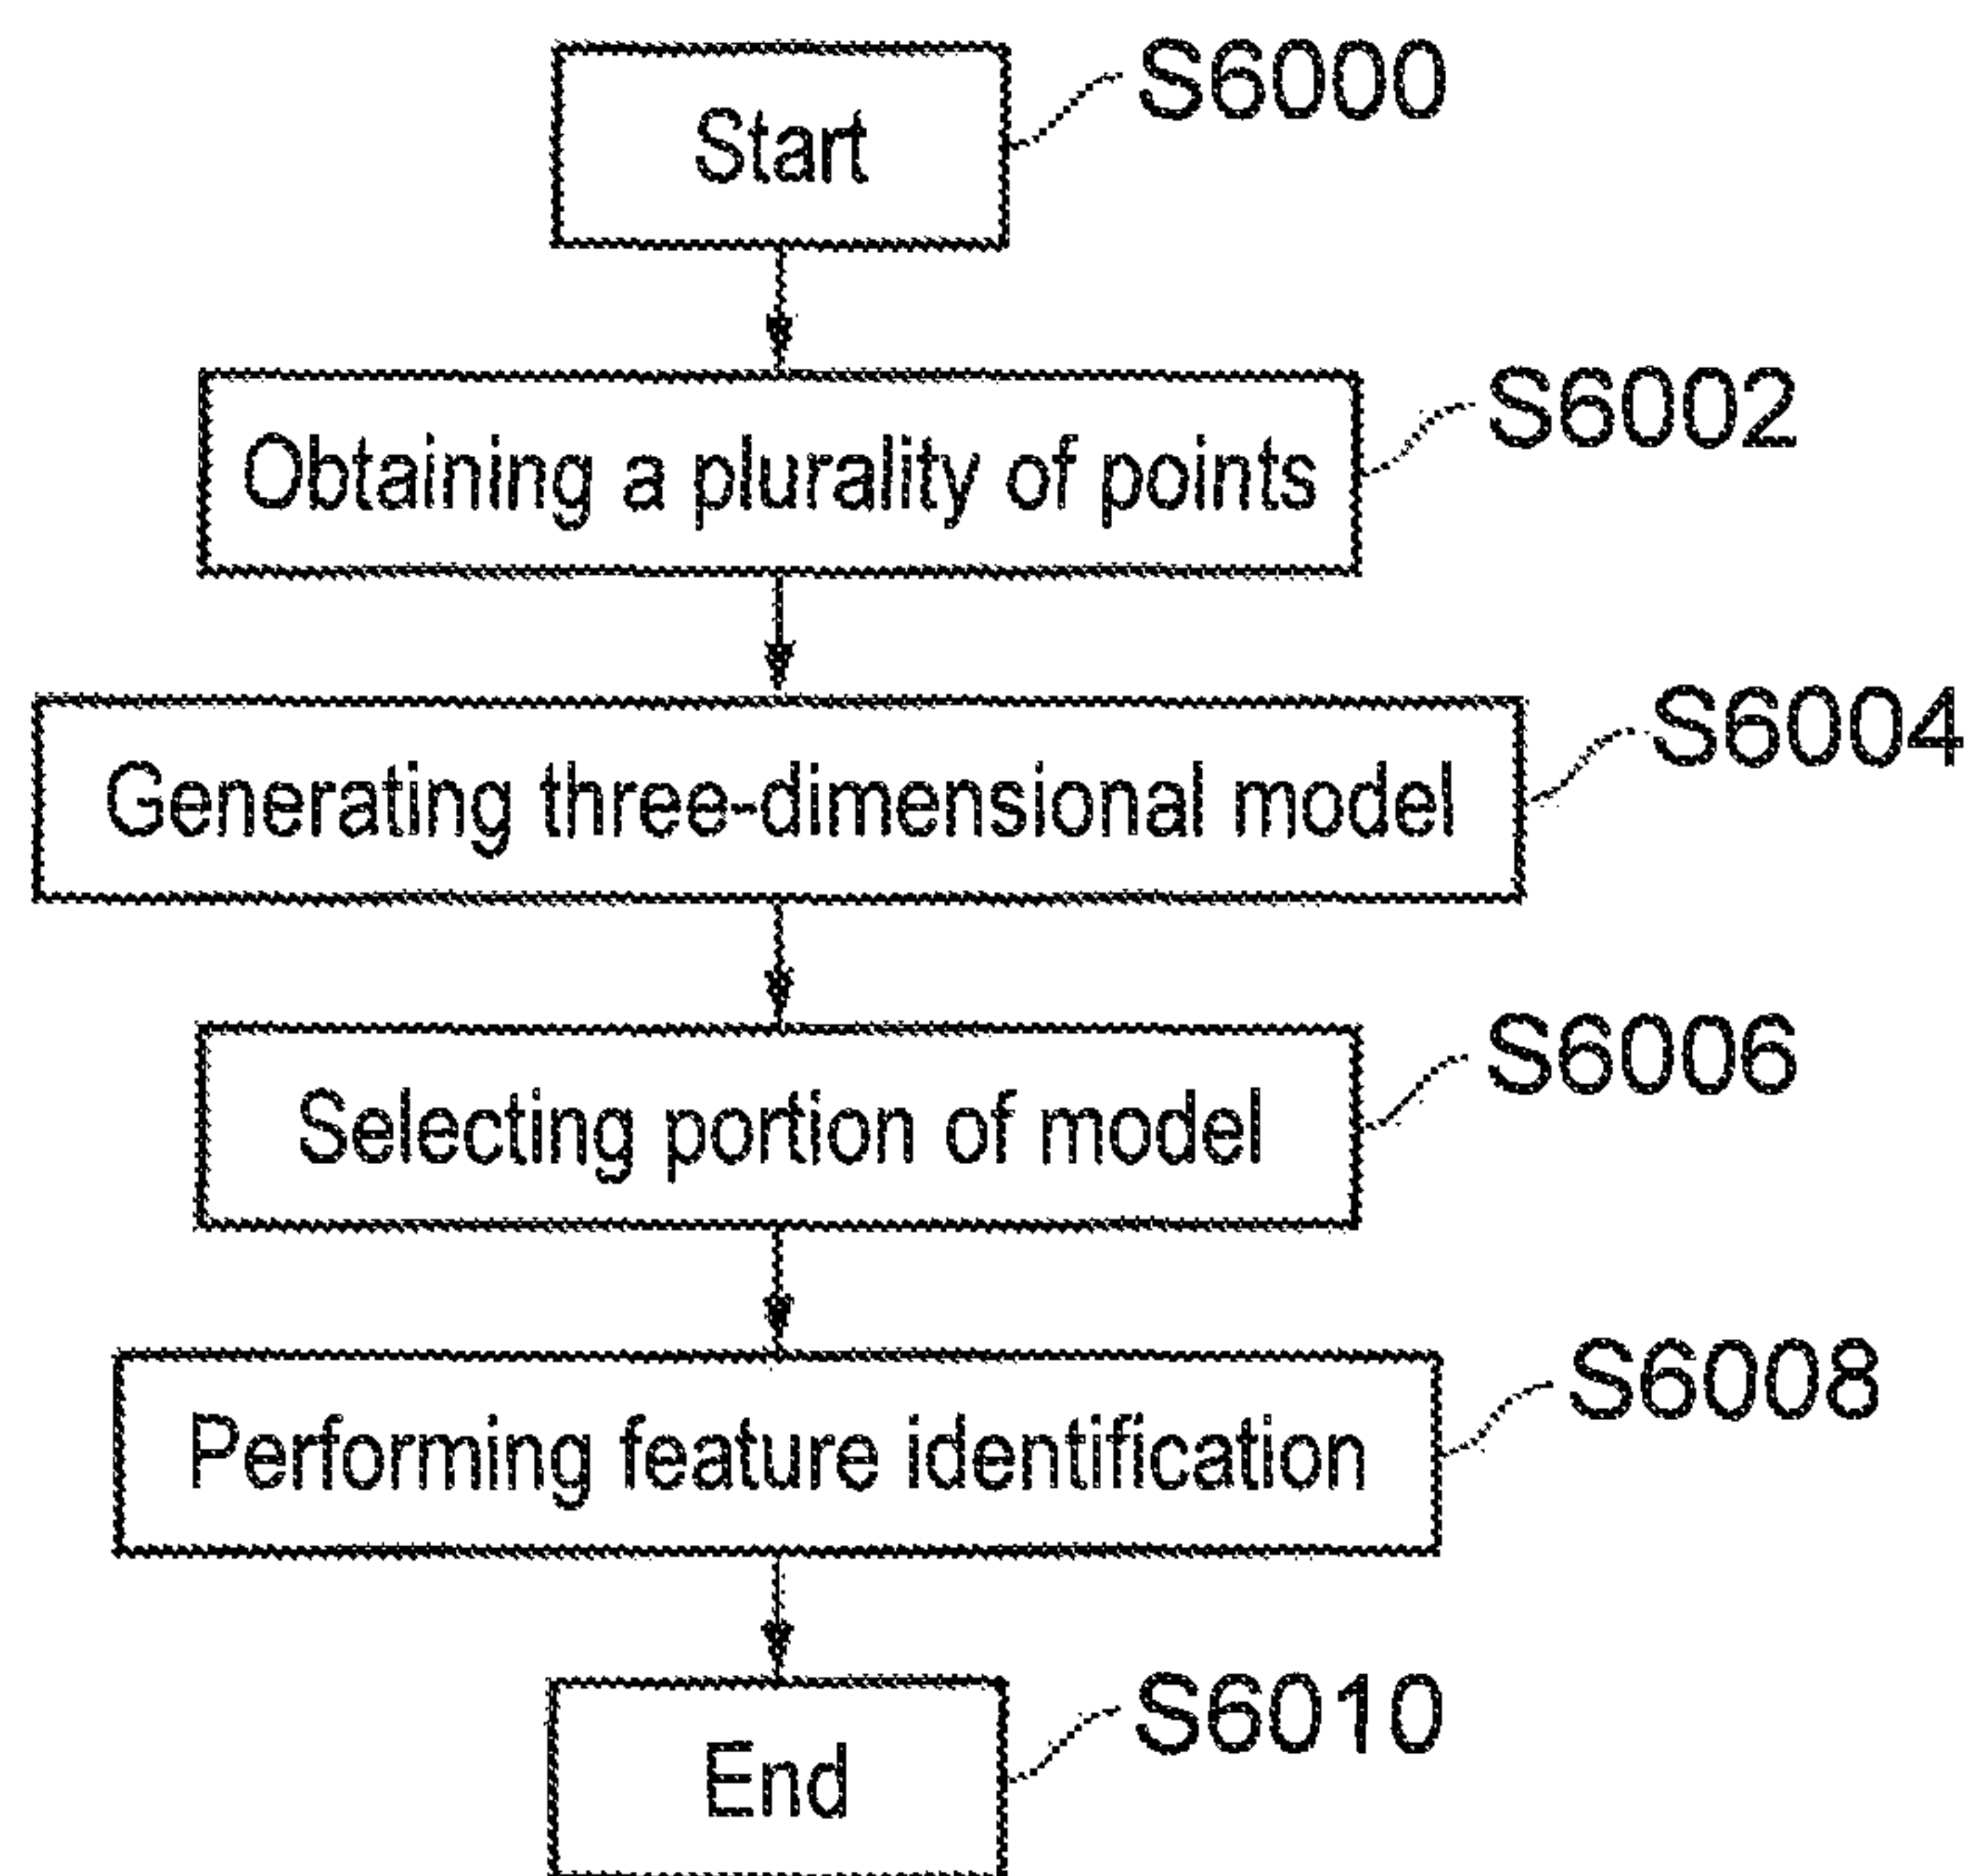 Start
S6000
Obtaining a plurality of points
S6002
Generating three-dimensional model
S6004
Selecting portion of model
S6006
Performing feature identification
S6008
End
S6010